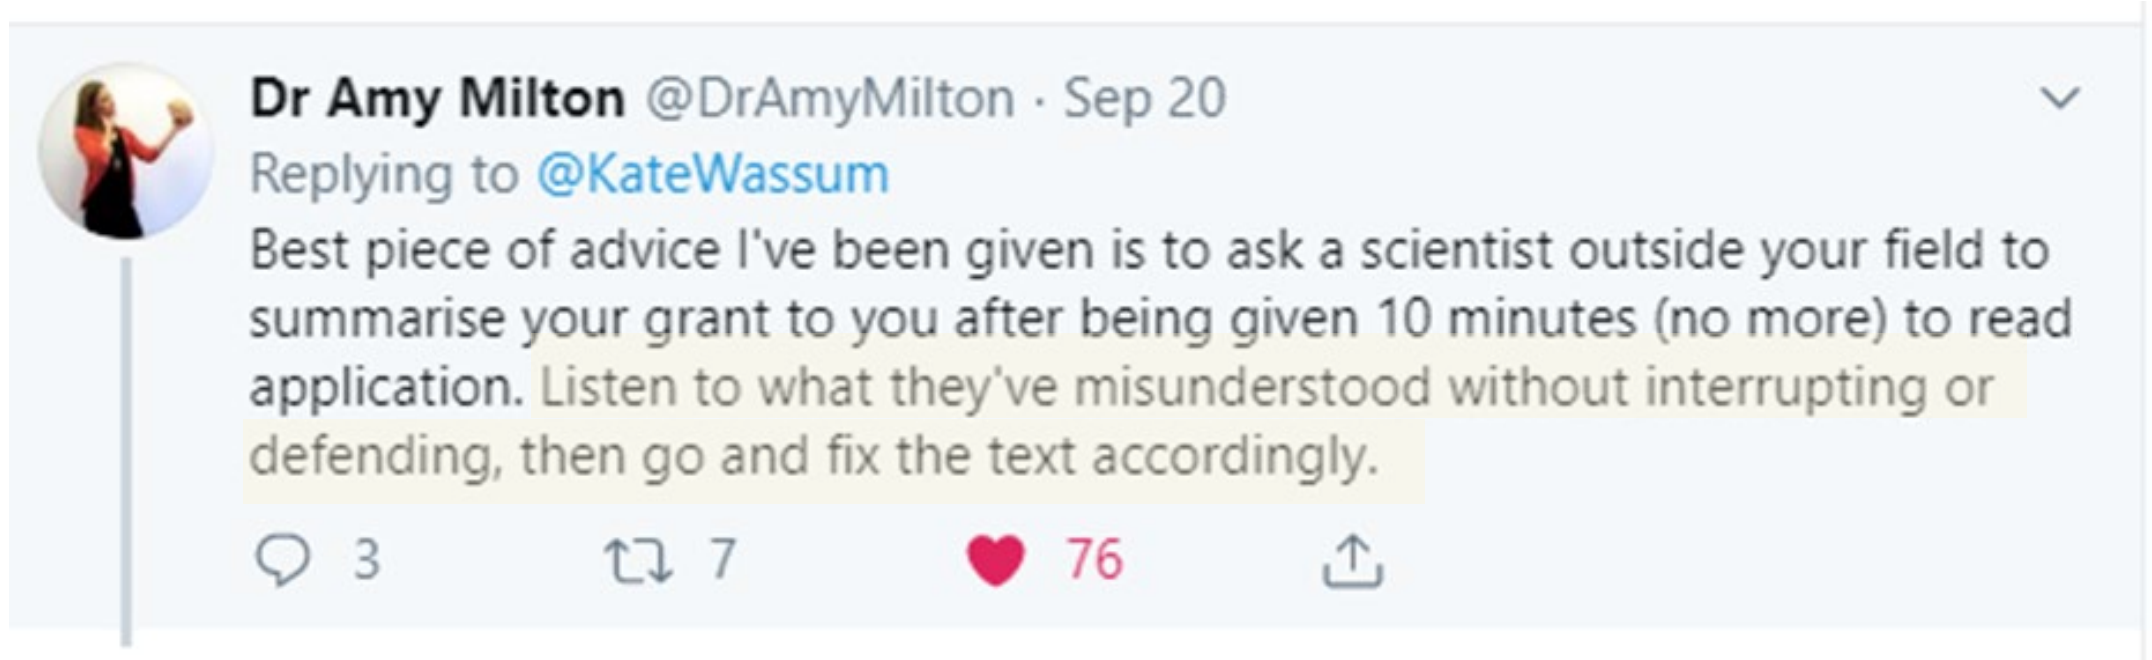 Dr Amy Milton @DrAmyMilton · Sep 20
Replying to @KateWassum
Best piece of advice I've been given is to ask a scientist outside your field to
summarise your grant to you after being given 10 minutes (no more) to read
application. Listen to what they've misunderstood without interrupting or
defending, then go and fix the text accordingly.
3 7 76